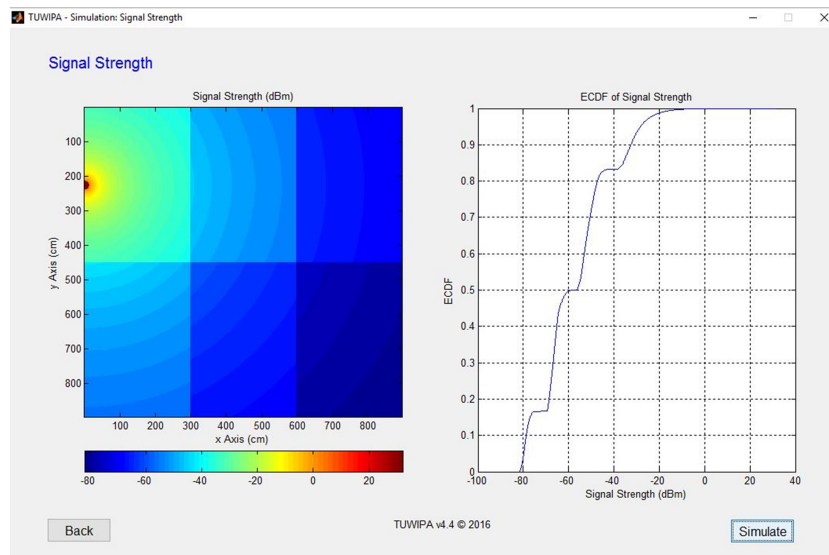 TUWIPA - Simulation: Signal Strength
Signal Strength
Signal Strength (dBm)
100
200
300
400
500
600
700
800
y Axis (cm)
100 200 300 400 500 600 700 800
x Axis (cm)
-80 -60 -40 -20 0 20
ECDF of Signal Strength
1
0.9
0.8
0.7
0.6
0.5
0.4
0.3
0.2
0.1
0
ECDF
-100 -80 -60 -40 -20 0 20 40
Signal Strength (dBm)
Back
TUWIPA v4.4 © 2016
Simulate